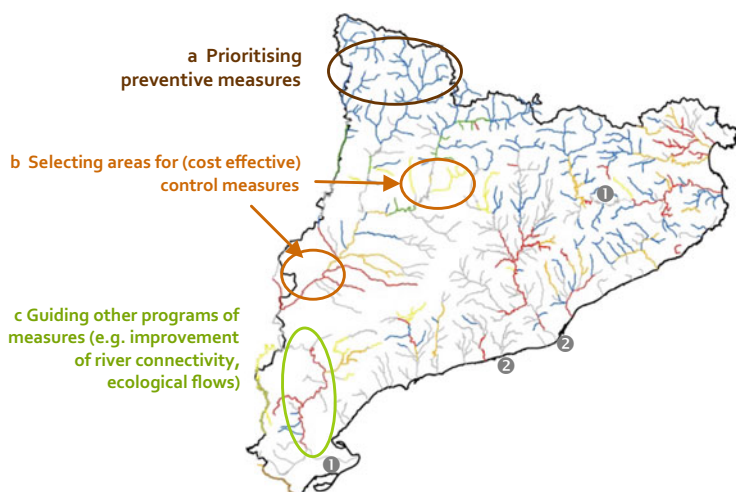 a Prioritising
preventive measures
b Selecting areas for (cost effective)
control measures
1
c Guiding other programs of
measures (e.g. improvement
of river connectivity,
ecological flows)
2
2
1